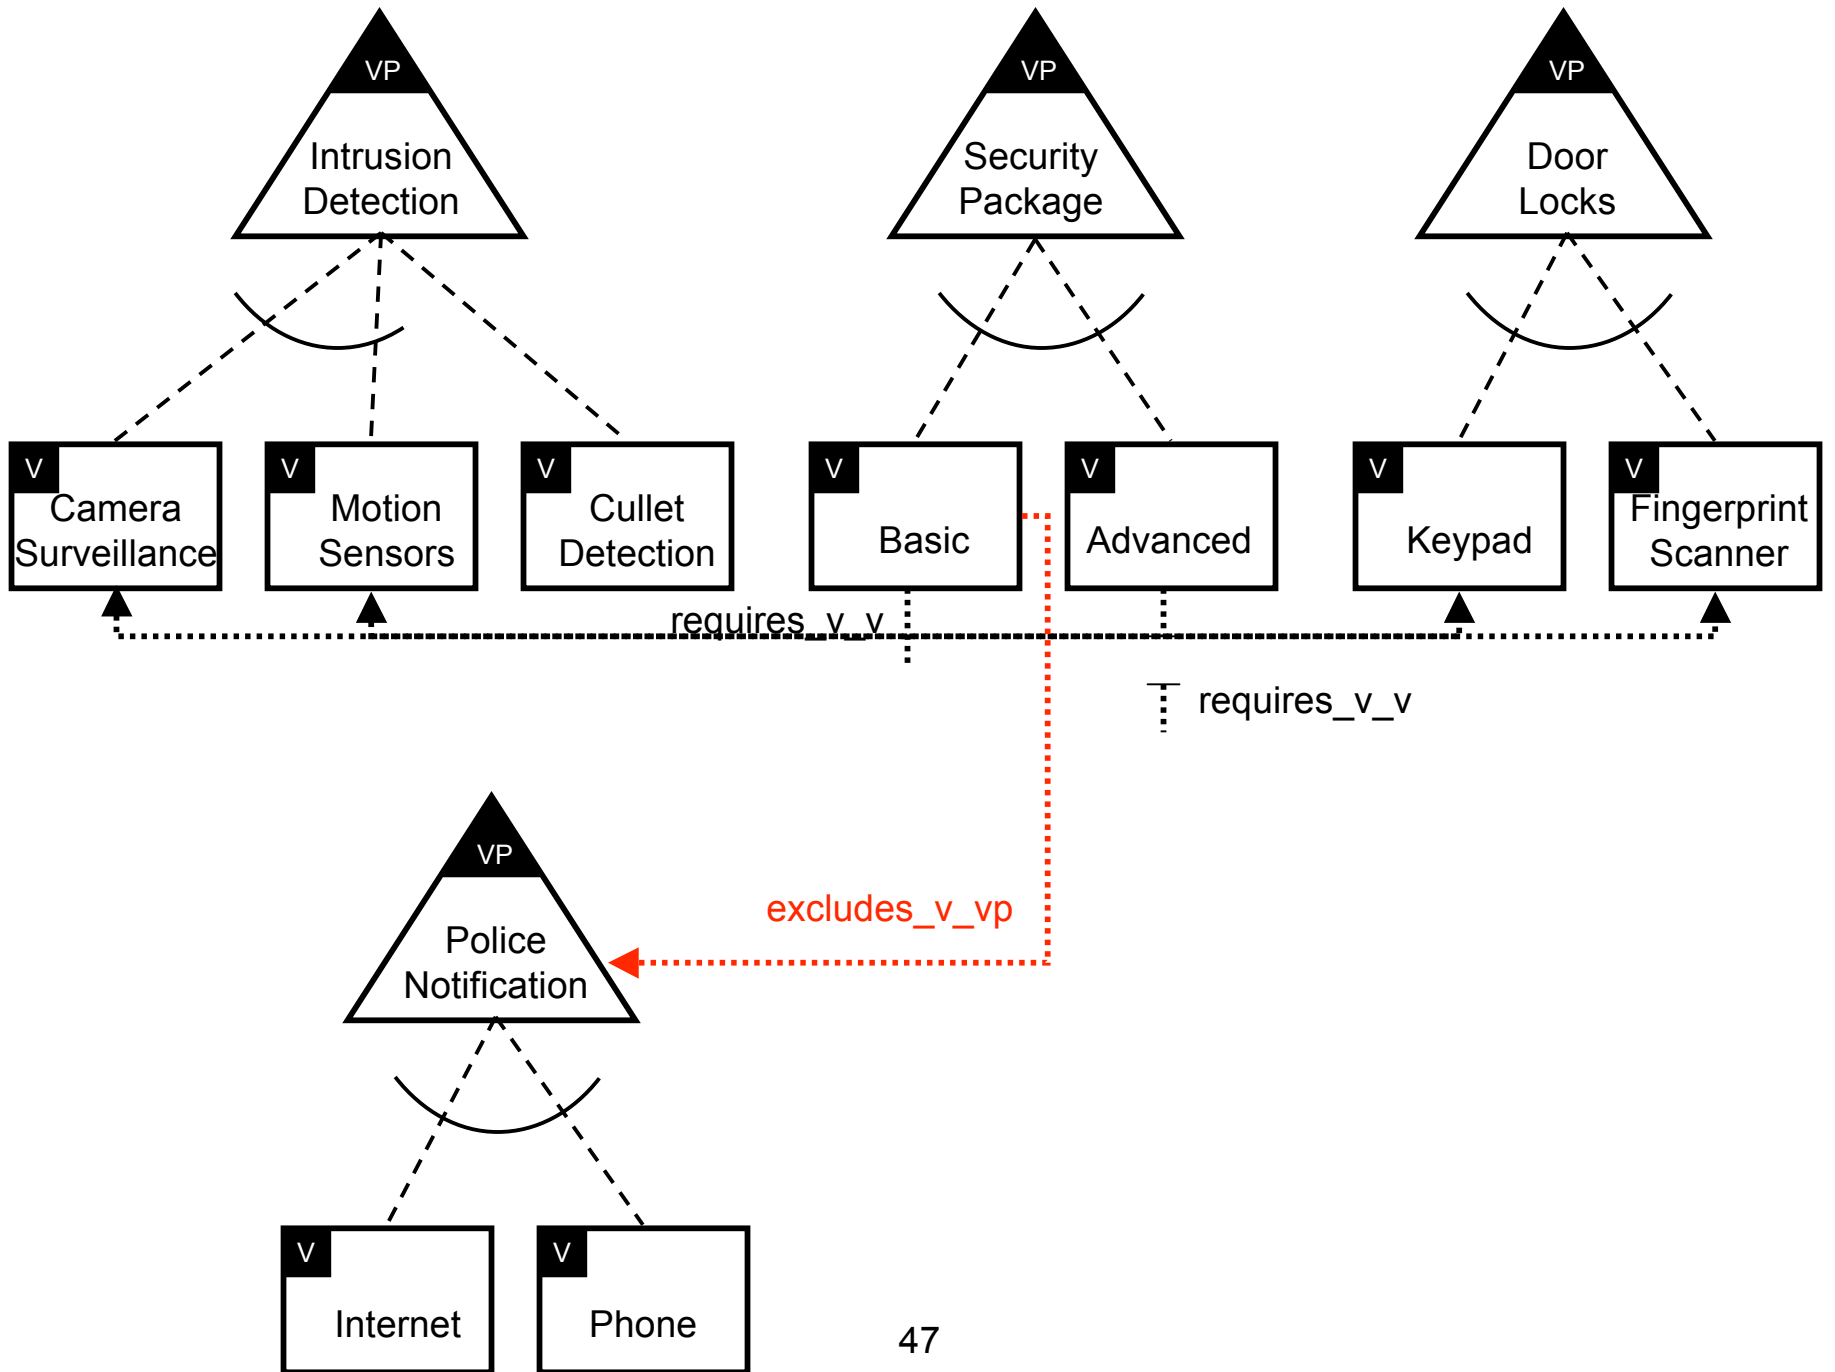 VP
Intrusion
Detection
VP
Security
Package
VP
Door
Locks
V
Camera
Surveillance
V
Motion
Sensors
V
Cullet
Detection
V
Basic
V
Advanced
V
Keypad
V
Fingerprint
Scanner
requires_v_v
requires_v_v
VP
Police
Notification
excludes_v_vp
V
Internet
V
Phone
47